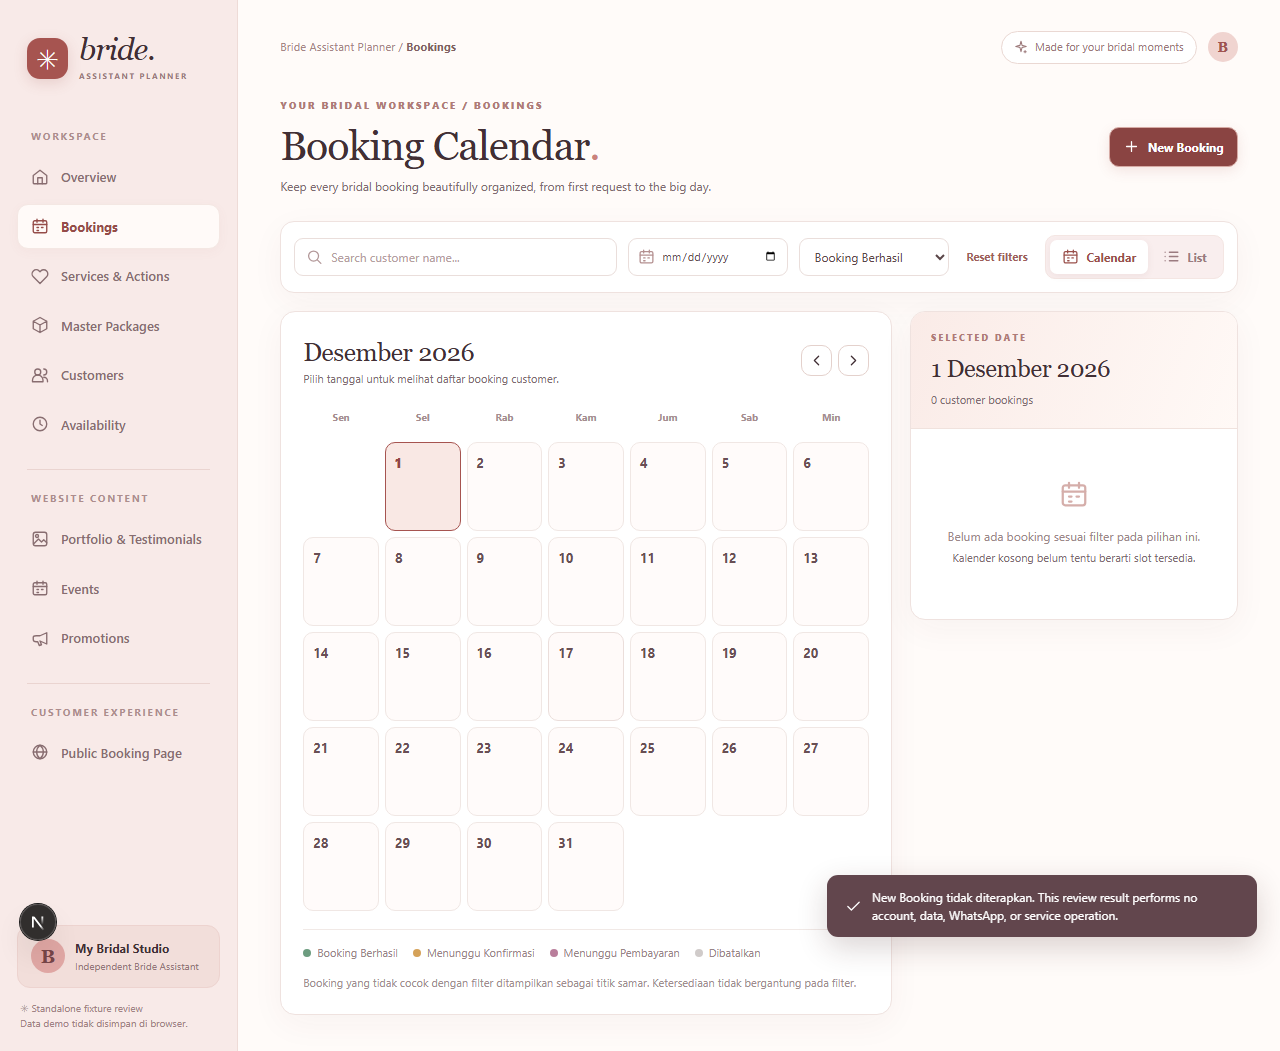 bride.
ASSISTANT PLANNER
WORKSPACE
Overview
Bookings
Services & Actions
Master Packages
Customers
Availability
WEBSITE CONTENT
Portfolio & Testimonials
Events
Promotions
CUSTOMER EXPERIENCE
Public Booking Page
N
B
My Bridal Studio
Independent Bride Assistant
✳ Standalone fixture review
Data demo tidak disimpan di browser.
Bride Assistant Planner / Bookings
Made for your bridal moments
B
YOUR BRIDAL WORKSPACE / BOOKINGS
Booking Calendar.
Keep every bridal booking beautifully organized, from first request to the big day.
New Booking
Search customer name...
mm/dd/yyyy
Booking Berhasil
Reset filters
Calendar
List
Desember 2026
Pilih tanggal untuk melihat daftar booking customer.
Sen Sel Rab Kam Jum Sab Min
1 2 3 4 5 6
7 8 9 10 11 12 13
14 15 16 17 18 19 20
21 22 23 24 25 26 27
28 29 30 31
Booking Berhasil
Menunggu Konfirmasi
Menunggu Pembayaran
Dibatalkan
Booking yang tidak cocok dengan filter ditampilkan sebagai titik samar. Ketersediaan tidak bergantung pada filter.
SELECTED DATE
1 Desember 2026
0 customer bookings
Belum ada booking sesuai filter pada pilihan ini.
Kalender kosong belum tentu berarti slot tersedia.
New Booking tidak diterapkan. This review result performs no
account, data, WhatsApp, or service operation.